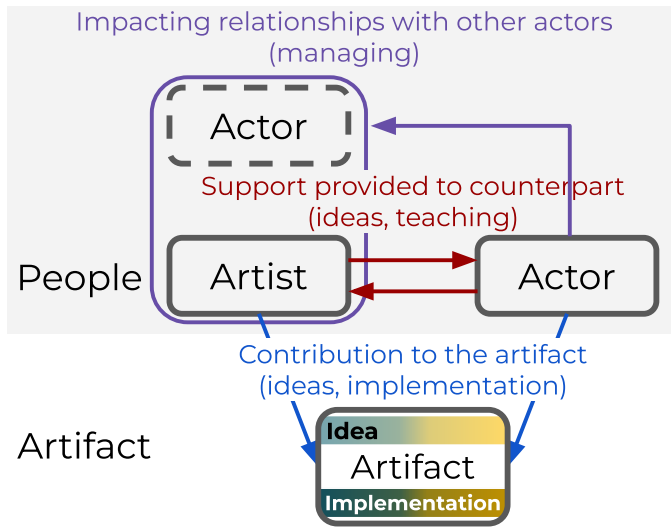 Impacting relationships with other actors
(managing)
Actor
Support provided to counterpart
(ideas, teaching)
People
Artist
Actor
Contribution to the artifact
(ideas, implementation)
Artifact
Idea
Artifact
Implementation